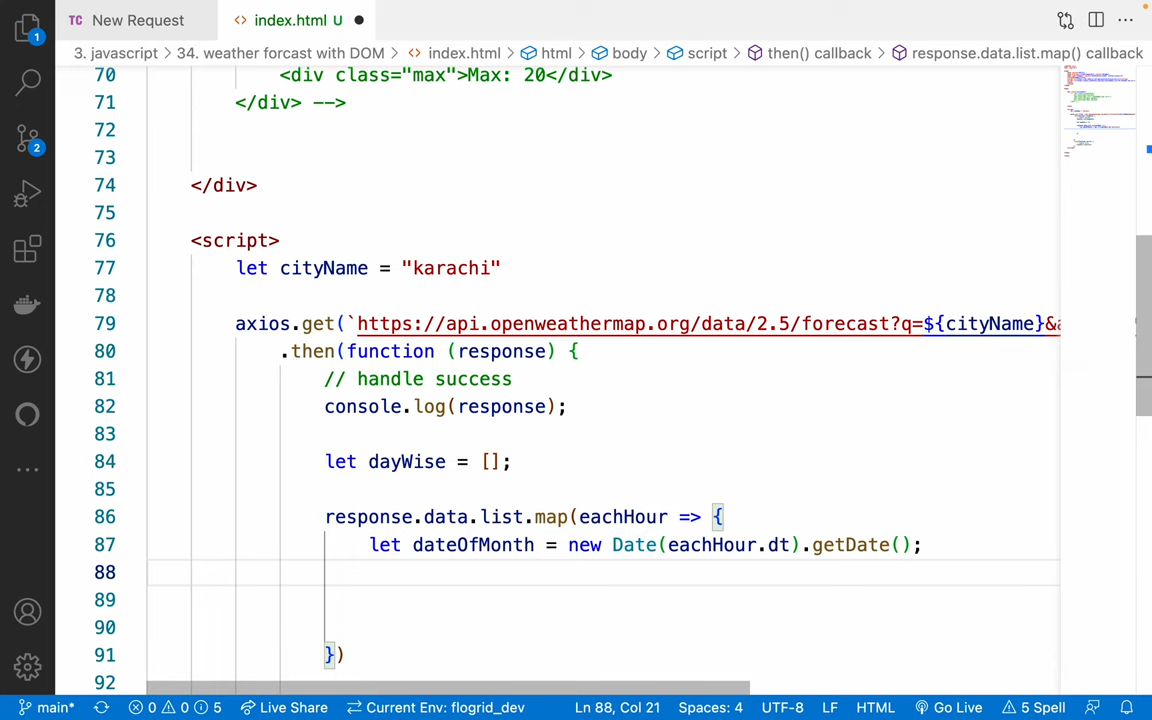 TC New Request
<> index.html U
3. javascript > 34. weather forcast with DOM > <> index.html > html > body > script > then() callback > response.data.list.map() callback
70 <div class="max">Max: 20</div>
71 </div> -->
72
73
74 </div>
75
76 <script>
77 let cityName = "karachi"
78
79 axios.get(`https://api.openweathermap.org/data/2.5/forecast?q=${cityName}&
80 .then(function (response) {
81 // handle success
82 console.log(response);
83
84 let dayWise = [];
85
86 response.data.list.map(eachHour => {
87 let dateOfMonth = new Date(eachHour.dt).getDate();
88
89
90
91 })
92
1
2
main* 0 0 5 Live Share Current Env: flogrid_dev Ln 88, Col 21 Spaces: 4 UTF-8 LF HTML Go Live 5 Spell